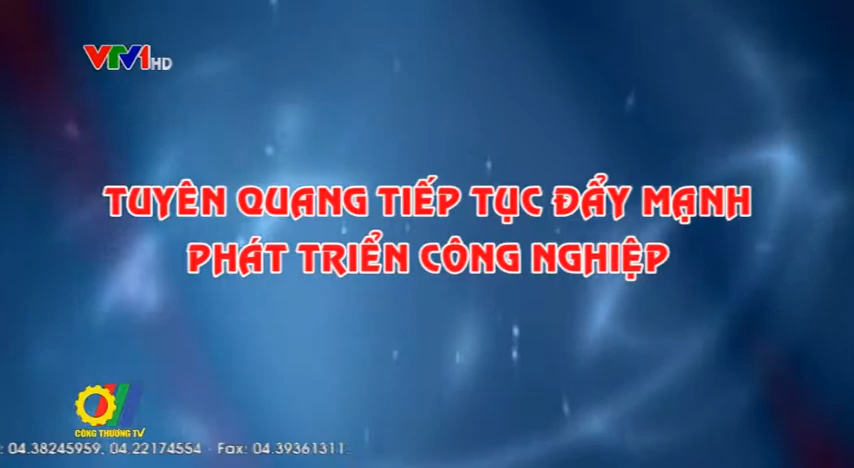 VTV1 HD
TUYÊN QUANG TIẾP TỤC ĐẨY MẠNH
PHÁT TRIỂN CÔNG NGHIỆP
CÔNG THƯƠNG TV
: 04.38245959, 04.22174554 - Fax: 04.39361311